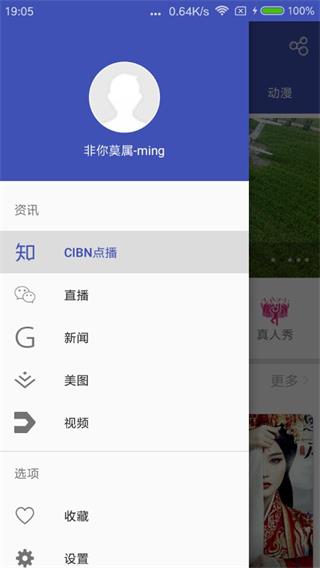 19:05
... 0.64K/s 100%
动漫
非你莫属-ming
资讯
知 CIBN点播
直播
G 新闻
真人秀
美图
更多
视频
选项
收藏
设置